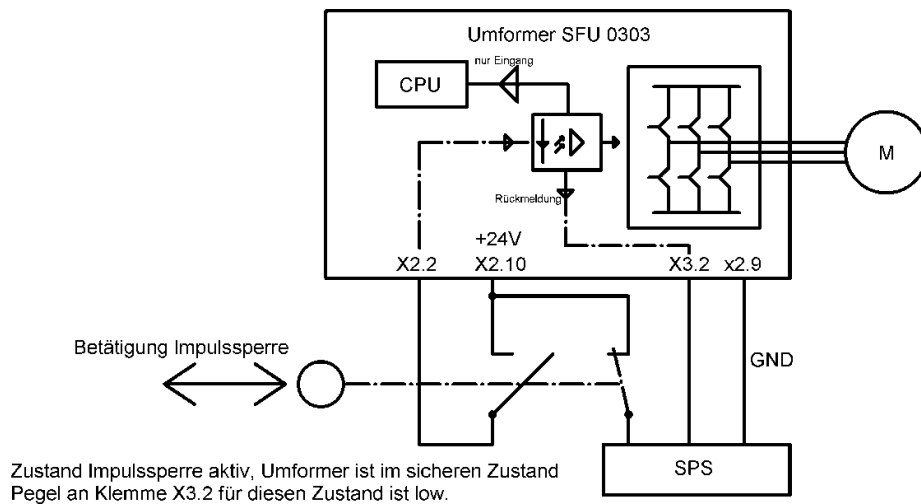 Umformer SFU 0303
nur Eingang
CPU
M
Rückmeldung
+24V
X2.2 X2.10 X3.2 x2.9
Betätigung Impulssperre
GND
SPS
Zustand Impulssperre aktiv, Umformer ist im sicheren Zustand
Pegel an Klemme X3.2 für diesen Zustand ist low.